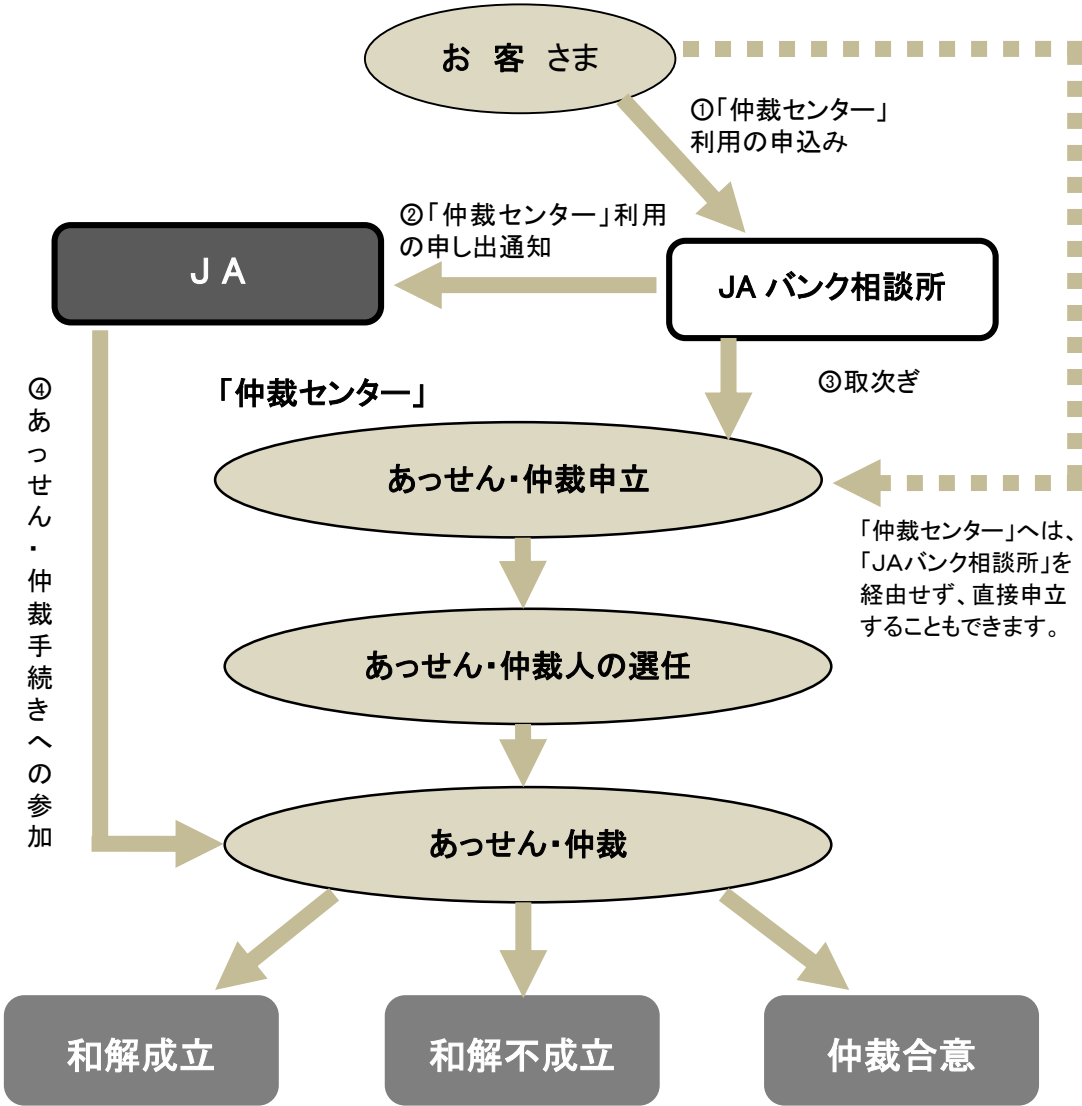 お 客 さま
①「仲裁センター」
利用の申込み
②「仲裁センター」利用
の申し出通知
JA
JA バンク相談所
③取次ぎ
④あっせん・仲裁手続きへの参加
「仲裁センター」
あっせん・仲裁申立
「仲裁センター」へは、
「JAバンク相談所」を
経由せず、直接申立
することもできます。
あっせん・仲裁人の選任
あっせん・仲裁
和解成立
和解不成立
仲裁合意